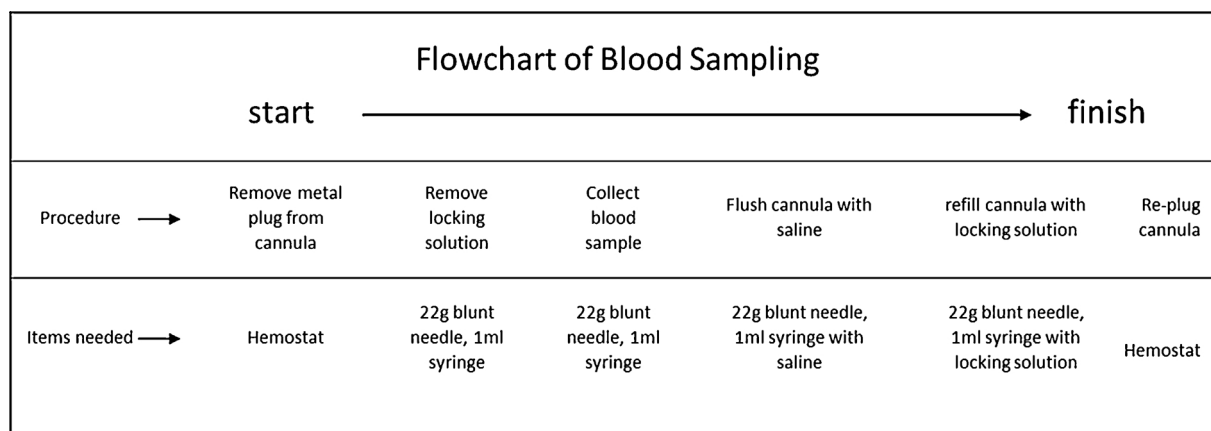 Flowchart of Blood Sampling
start
finish
Procedure
Remove metal
plug from
cannula
Remove
locking
solution
Collect
blood
sample
Flush cannula with
saline
refill cannula with
locking solution
Re-plug
cannula
Items needed
Hemostat
22g blunt
needle, 1ml
syringe
22g blunt
needle, 1ml
syringe
22g blunt needle,
1ml syringe with
saline
22g blunt needle,
1ml syringe with
locking solution
Hemostat